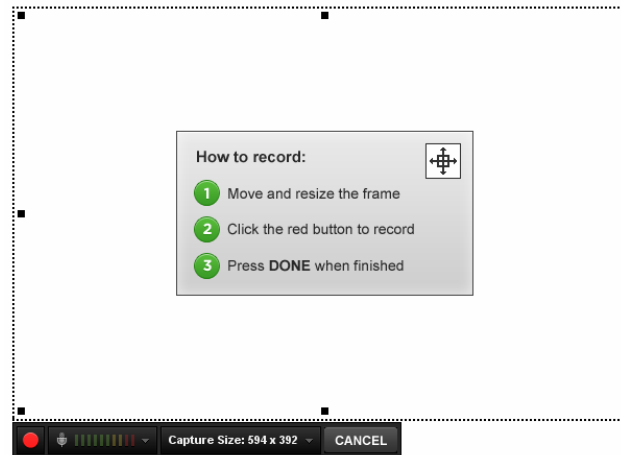 How to record:
1 Move and resize the frame
2 Click the red button to record
3 Press DONE when finished
Capture Size: 594 x 392 CANCEL